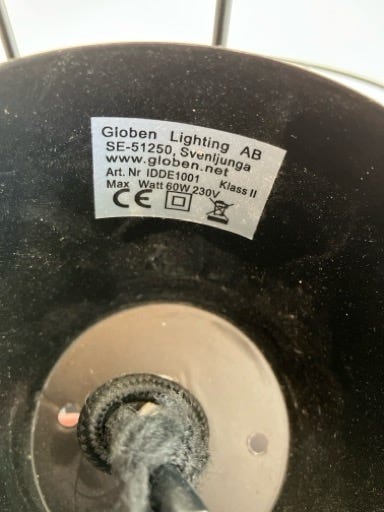 Globen Lighting AB
SE-51250, Svenljunga
www.globen.net
Art. Nr IDDE1001 Klass II
Max Watt 60W 230V
CE